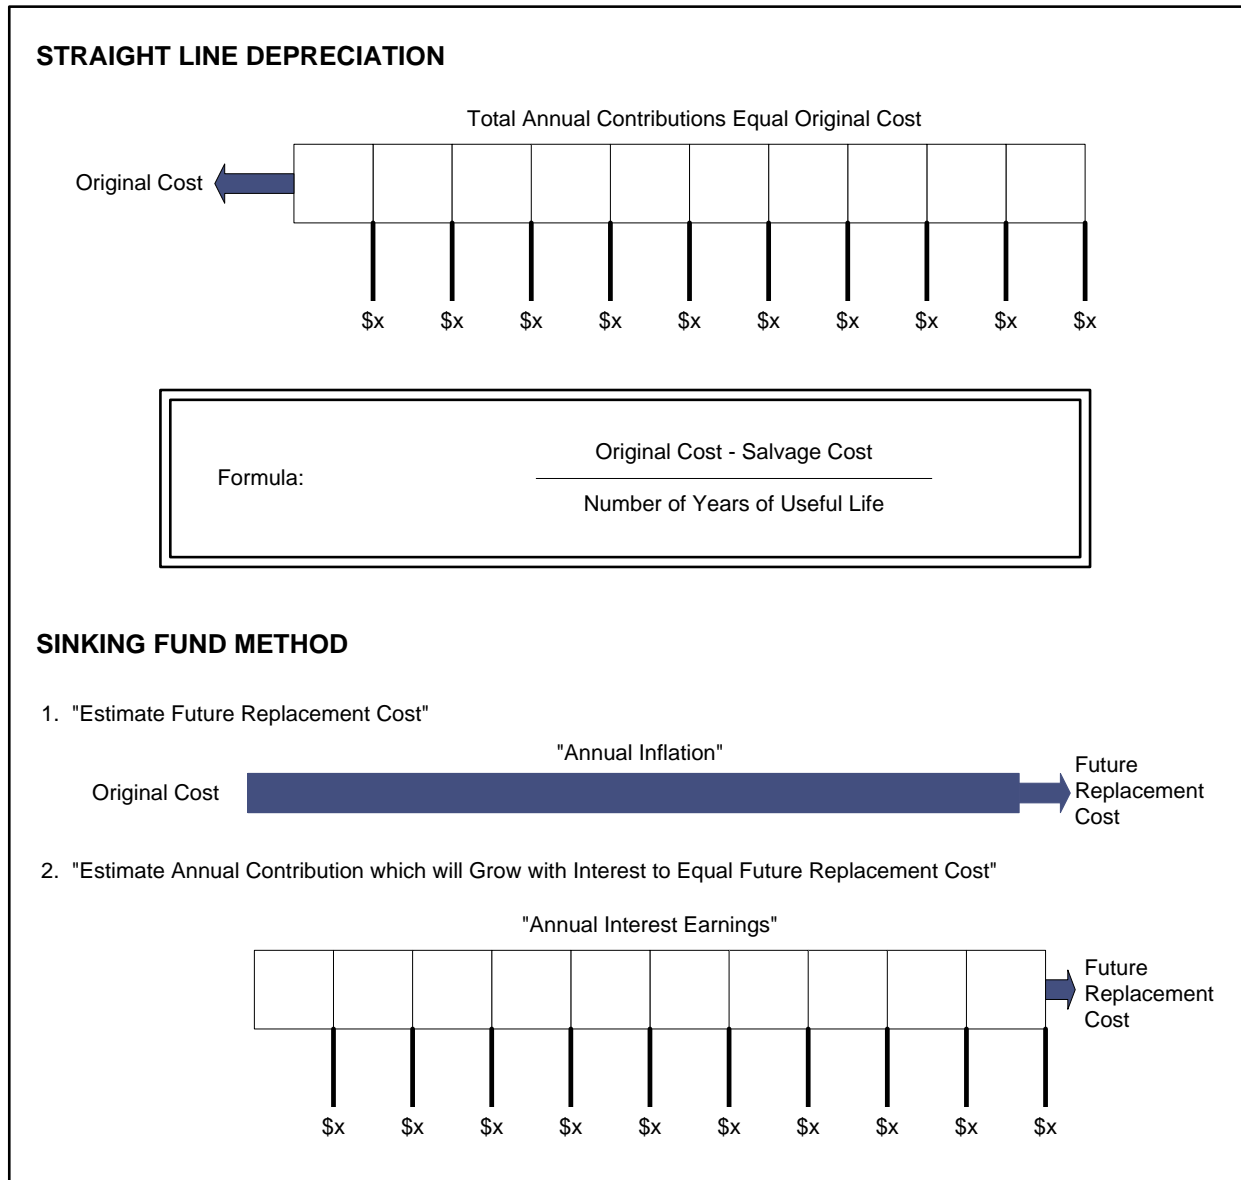 STRAIGHT LINE DEPRECIATION
Total Annual Contributions Equal Original Cost
Original Cost
$x $x $x $x $x $x $x $x $x $x
Formula:
Original Cost - Salvage Cost
Number of Years of Useful Life
SINKING FUND METHOD
1. "Estimate Future Replacement Cost"
"Annual Inflation"
Original Cost
Future
Replacement
Cost
2. "Estimate Annual Contribution which will Grow with Interest to Equal Future Replacement Cost"
"Annual Interest Earnings"
Future
Replacement
Cost
$x $x $x $x $x $x $x $x $x $x